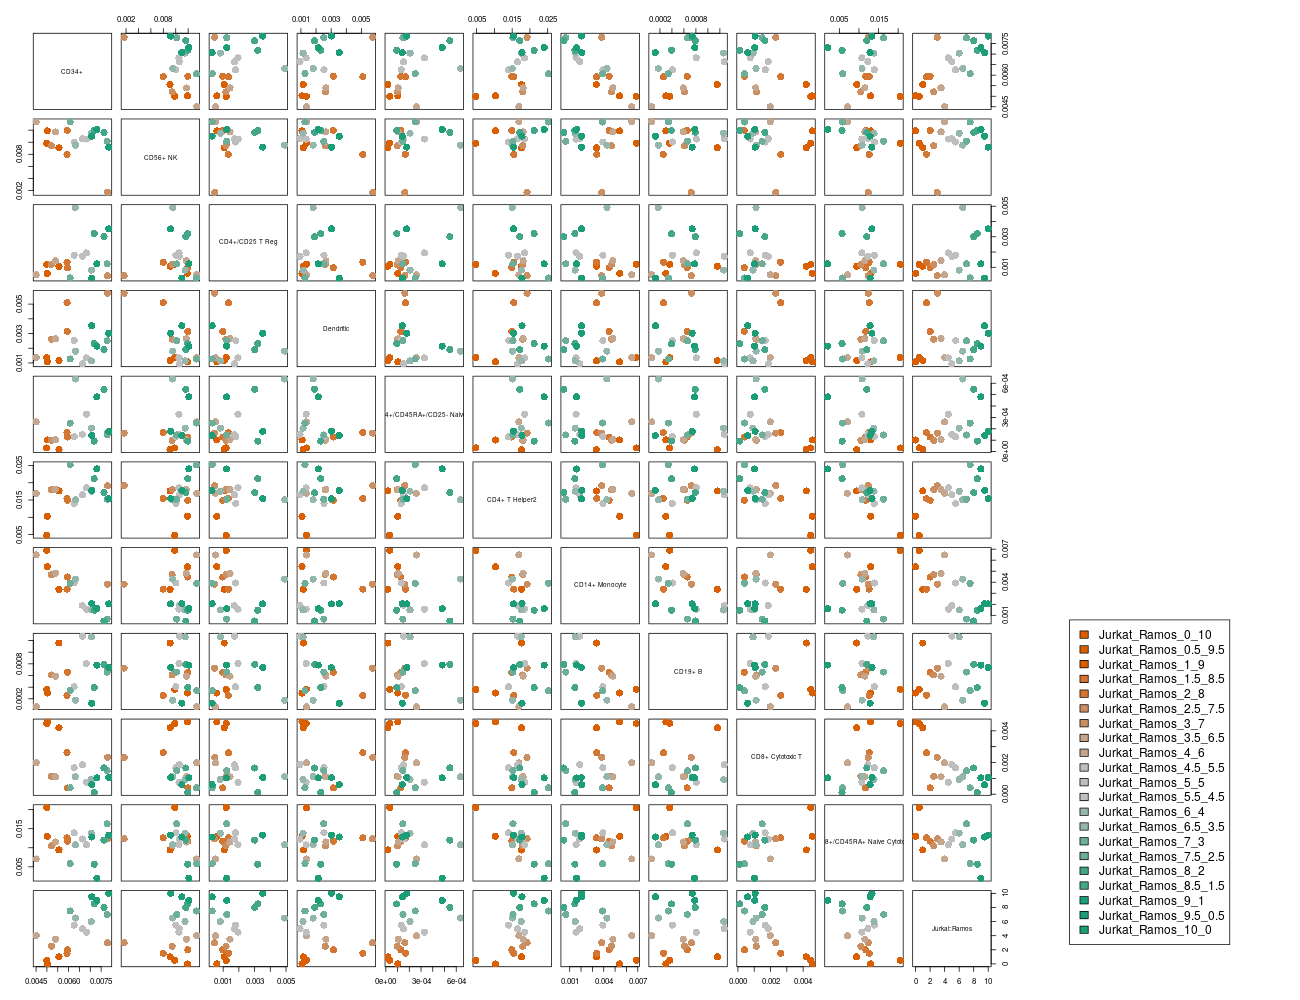 0.002 0.008 0.001 0.003 0.005 0.005 0.015 0.025 0.0002 0.0008 0.005 0.015
CD34+
0.0045 0.0060 0.0075
CD56+ NK
0.002 0.008
CD4+/CD25 T Reg
0.001 0.003 0.005
Dendritic
0.001 0.003 0.005
4+/CD45RA+/CD25- Naiv
0e+00 3e-04 6e-04
CD4+ T Helper2
0.005 0.015 0.025
CD14+ Monocyte
0.001 0.004 0.007
CD19+ B
0.0002 0.0008
CD8+ Cytotoxic T
0.000 0.002 0.004
8+/CD45RA+ Naive Cytoto
0.005 0.015
Jurkat:Ramos
0 2 4 6 8 10
0.0045 0.0060 0.0075 0.001 0.003 0.005 0e+00 3e-04 6e-04 0.001 0.004 0.007 0.000 0.002 0.004 0 2 4 6 8 10
Jurkat_Ramos_0_10
Jurkat_Ramos_0.5_9.5
Jurkat_Ramos_1_9
Jurkat_Ramos_1.5_8.5
Jurkat_Ramos_2_8
Jurkat_Ramos_2.5_7.5
Jurkat_Ramos_3_7
Jurkat_Ramos_3.5_6.5
Jurkat_Ramos_4_6
Jurkat_Ramos_4.5_5.5
Jurkat_Ramos_5_5
Jurkat_Ramos_5.5_4.5
Jurkat_Ramos_6_4
Jurkat_Ramos_6.5_3.5
Jurkat_Ramos_7_3
Jurkat_Ramos_7.5_2.5
Jurkat_Ramos_8_2
Jurkat_Ramos_8.5_1.5
Jurkat_Ramos_9_1
Jurkat_Ramos_9.5_0.5
Jurkat_Ramos_10_0